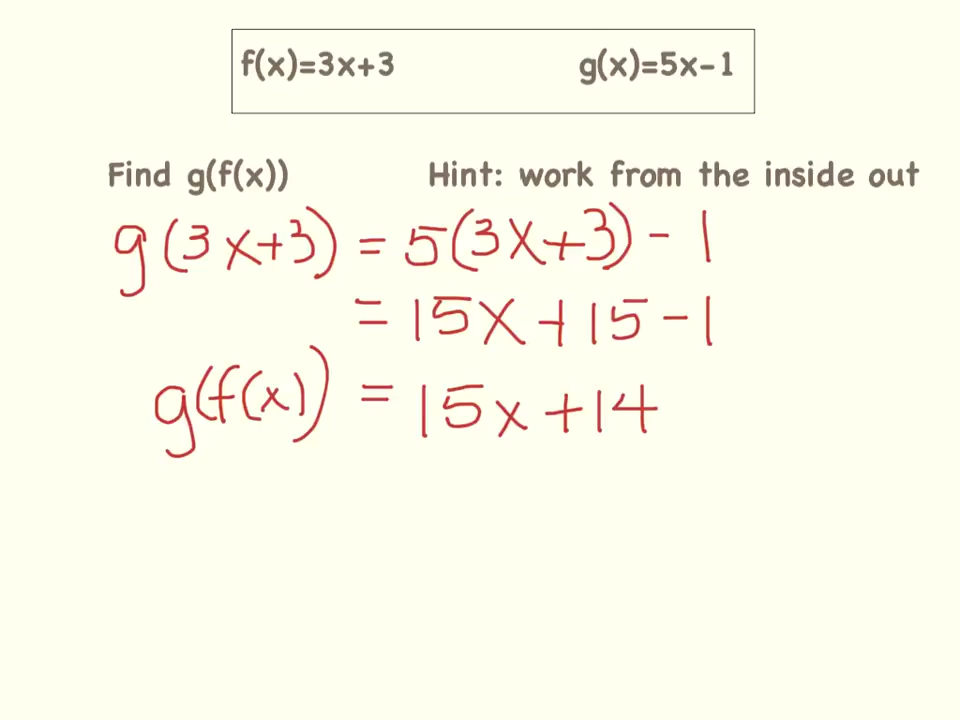 f(x)=3x+3 g(x)=5x-1
Find g(f(x)) Hint: work from the inside out
g(3x+3) = 5(3x+3) - 1
= 15x + 15 - 1
g(f(x)) = 15x + 14